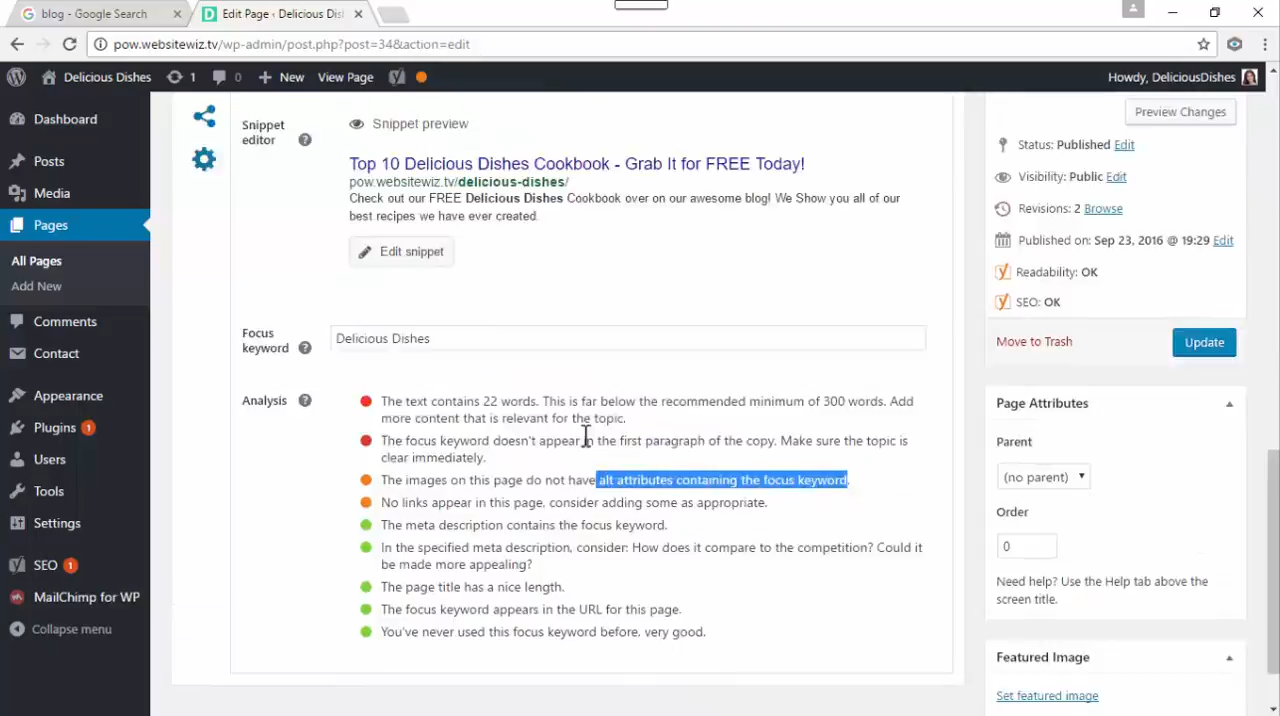 blog - Google Search
Edit Page ‹ Delicious Dis
pow.websitewiz.tv/wp-admin/post.php?post=34&action=edit
Delicious Dishes
1
0
New
View Page
Howdy, DeliciousDishes
Dashboard
Posts
Media
Pages
All Pages
Add New
Comments
Contact
Appearance
Plugins 1
Users
Tools
Settings
SEO 1
MailChimp for WP
Collapse menu
Snippet
editor
Snippet preview
Top 10 Delicious Dishes Cookbook - Grab It for FREE Today!
pow.websitewiz.tv/delicious-dishes/
Check out our FREE Delicious Dishes Cookbook over on our awesome blog! We Show you all of our
best recipes we have ever created.
Edit snippet
Focus
keyword
Delicious Dishes
Analysis
The text contains 22 words. This is far below the recommended minimum of 300 words. Add
more content that is relevant for the topic.
The focus keyword doesn't appear in the first paragraph of the copy. Make sure the topic is
clear immediately.
The images on this page do not have alt attributes containing the focus keyword.
No links appear in this page, consider adding some as appropriate.
The meta description contains the focus keyword.
In the specified meta description, consider: How does it compare to the competition? Could it
be made more appealing?
The page title has a nice length.
The focus keyword appears in the URL for this page.
You've never used this focus keyword before, very good.
Preview Changes
Status: Published Edit
Visibility: Public Edit
Revisions: 2 Browse
Published on: Sep 23, 2016 @ 19:29 Edit
Readability: OK
SEO: OK
Move to Trash
Update
Page Attributes
Parent
(no parent)
Order
0
Need help? Use the Help tab above the
screen title.
Featured Image
Set featured image